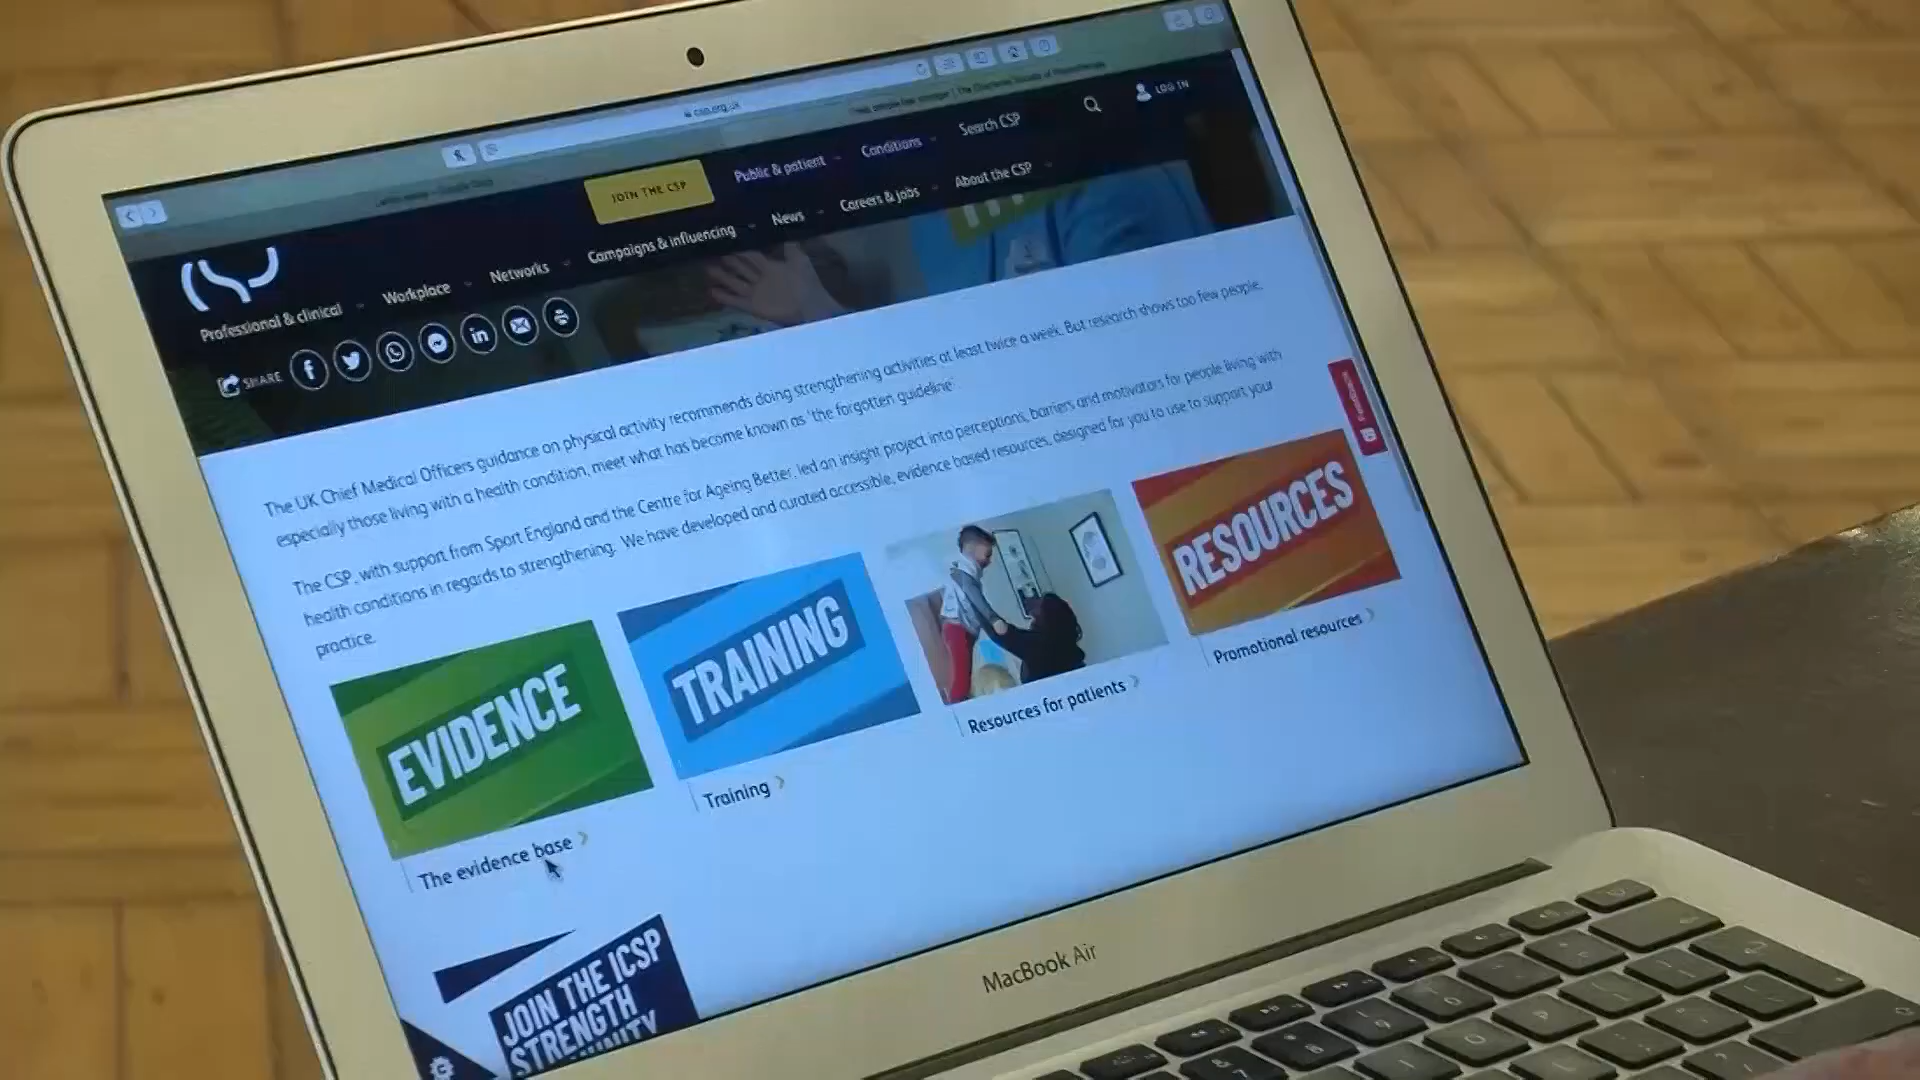 csp.org.uk
LOG IN
JOIN THE CSP
Public & patient
Conditions
Search CSP
Professional & clinical
Workplace
Networks
Campaigns & influencing
News
Careers & jobs
About the CSP
SHARE
The UK Chief Medical Officers guidance on physical activity recommends doing strengthening activities at least twice a week. But research shows too few people,
especially those living with a health condition, meet what has become known as 'the forgotten guideline'.
The CSP, with support from Sport England and the Centre for Ageing Better, led an insight project into perceptions, barriers and motivators for people living with
health conditions in regards to strengthening. We have developed and curated accessible, evidence based resources, designed for you to use to support your
practice.
Feedback
EVIDENCE
TRAINING
RESOURCES
The evidence base
Training
Resources for patients
Promotional resources
JOIN THE ICSP
STRENGTH
MacBook Air